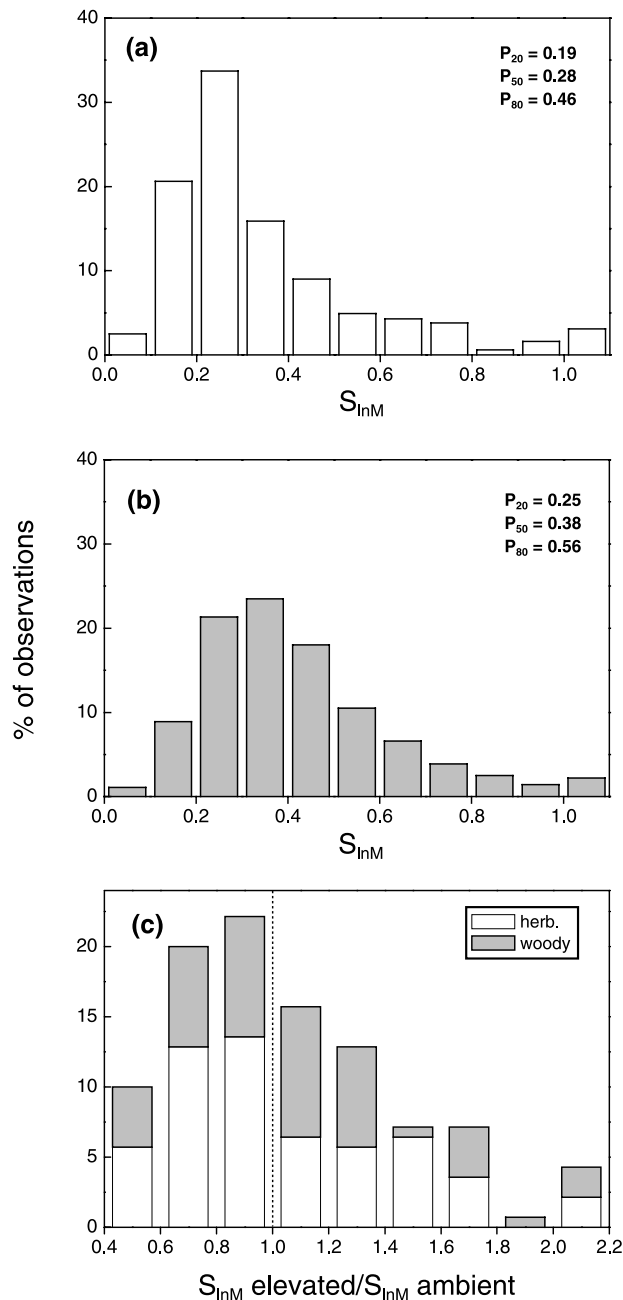 (a)
P20 = 0.19
P50 = 0.28
P80 = 0.46
40
30
20
10
0
0.0 0.2 0.4 0.6 0.8 1.0
SlnM
% of observations
(b)
P20 = 0.25
P50 = 0.38
P80 = 0.56
40
30
20
10
0
0.0 0.2 0.4 0.6 0.8 1.0
SlnM
(c)
herb.
woody
20
15
10
5
0
0.4 0.6 0.8 1.0 1.2 1.4 1.6 1.8 2.0 2.2
SlnM elevated/SlnM ambient